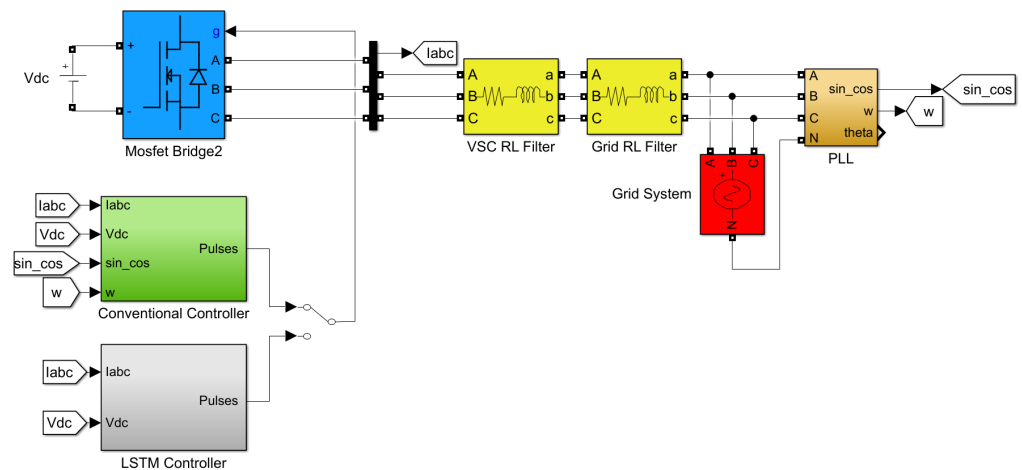 Vdc
+
+
-
g
A
B
C
Mosfet Bridge2
Iabc
A
B
C
a
b
c
VSC RL Filter
A
B
C
a
b
c
Grid RL Filter
A
B
C
N
sin_cos
w
theta
PLL
sin_cos
w
Grid System
A
B
C
+
N
Iabc
Vdc
sin_cos
w
Iabc
Vdc
sin_cos
w
Pulses
Conventional Controller
Iabc
Vdc
Iabc
Vdc
Pulses
LSTM Controller